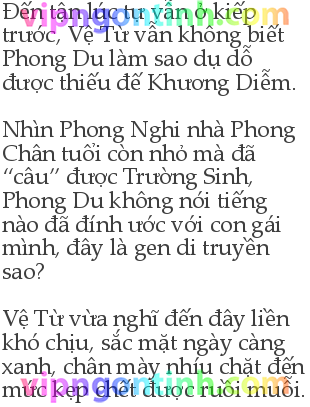 Đến tận lúc tự vẫn ở kiếp
trước, Vệ Từ vẫn không biết
Phong Du làm sao dụ dỗ
được thiếu đế Khương Diễm.

Nhìn Phong Nghi nhà Phong
Chân tuổi còn nhỏ mà đã
“câu” được Trường Sinh,
Phong Du không nói tiếng
nào đã đính ước với con gái
mình, đây là gen di truyền
sao?

Vệ Từ vừa nghĩ đến đây liền
khó chịu, sắc mặt ngày càng
xanh, chân mày nhíu chặt đến
mức kẹp chết được ruồi muỗi.
vipngontinh.com
vipngontinh.com